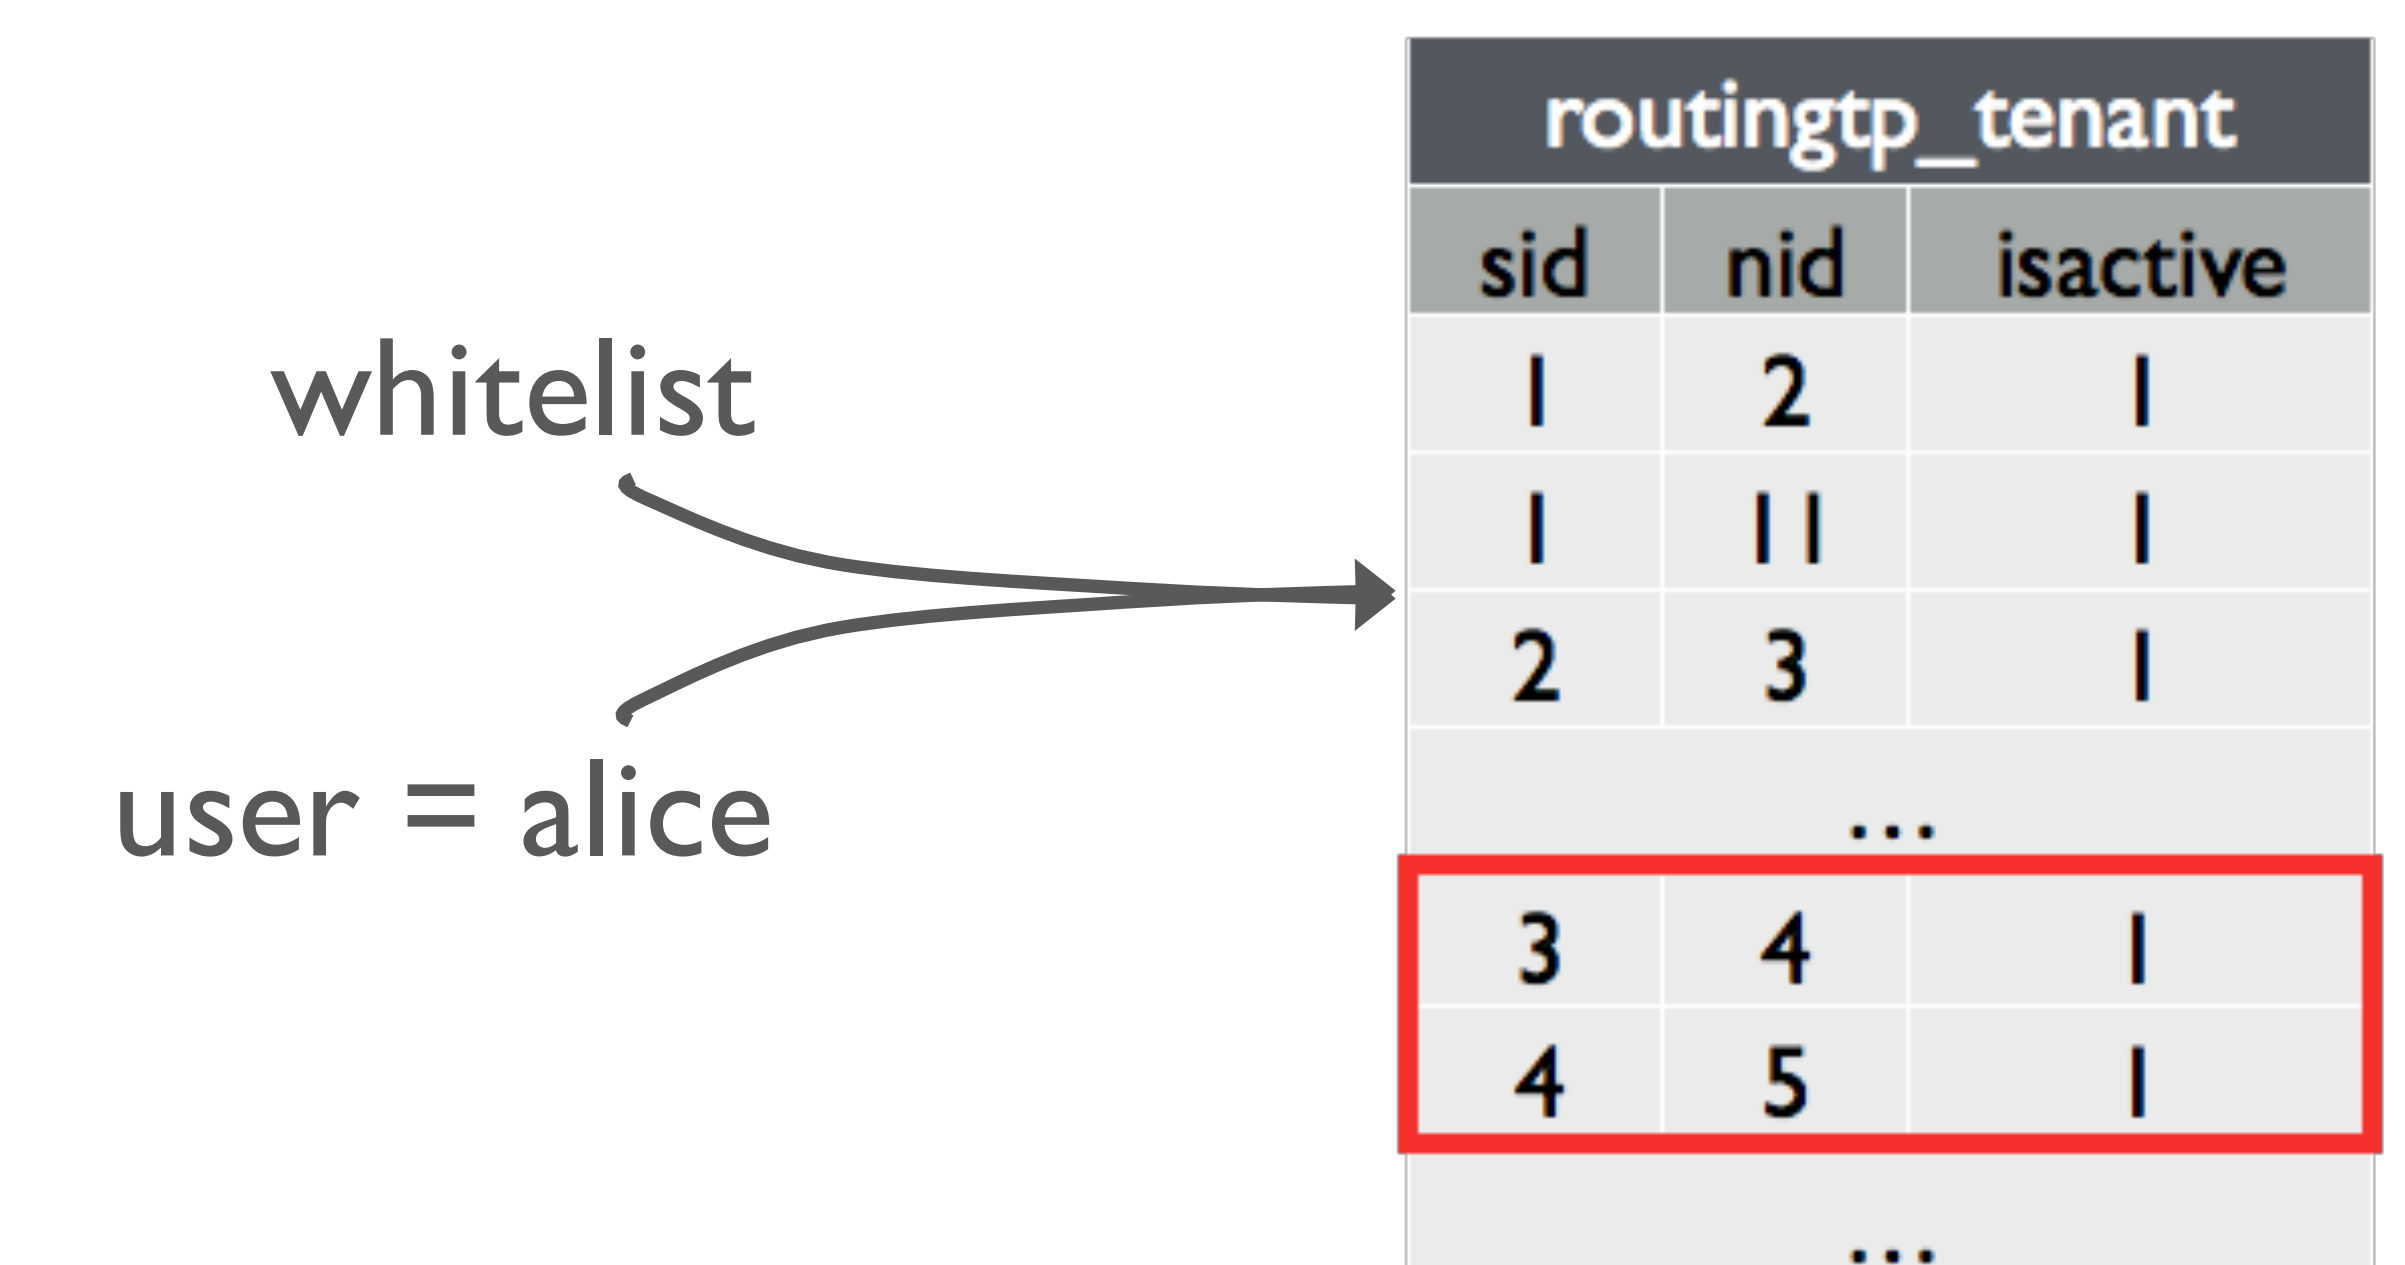 whitelist
user = alice
routingtp_tenant
sid nid isactive
1 2 1
1 11 1
2 3 1
...
3 4 1
4 5 1
...